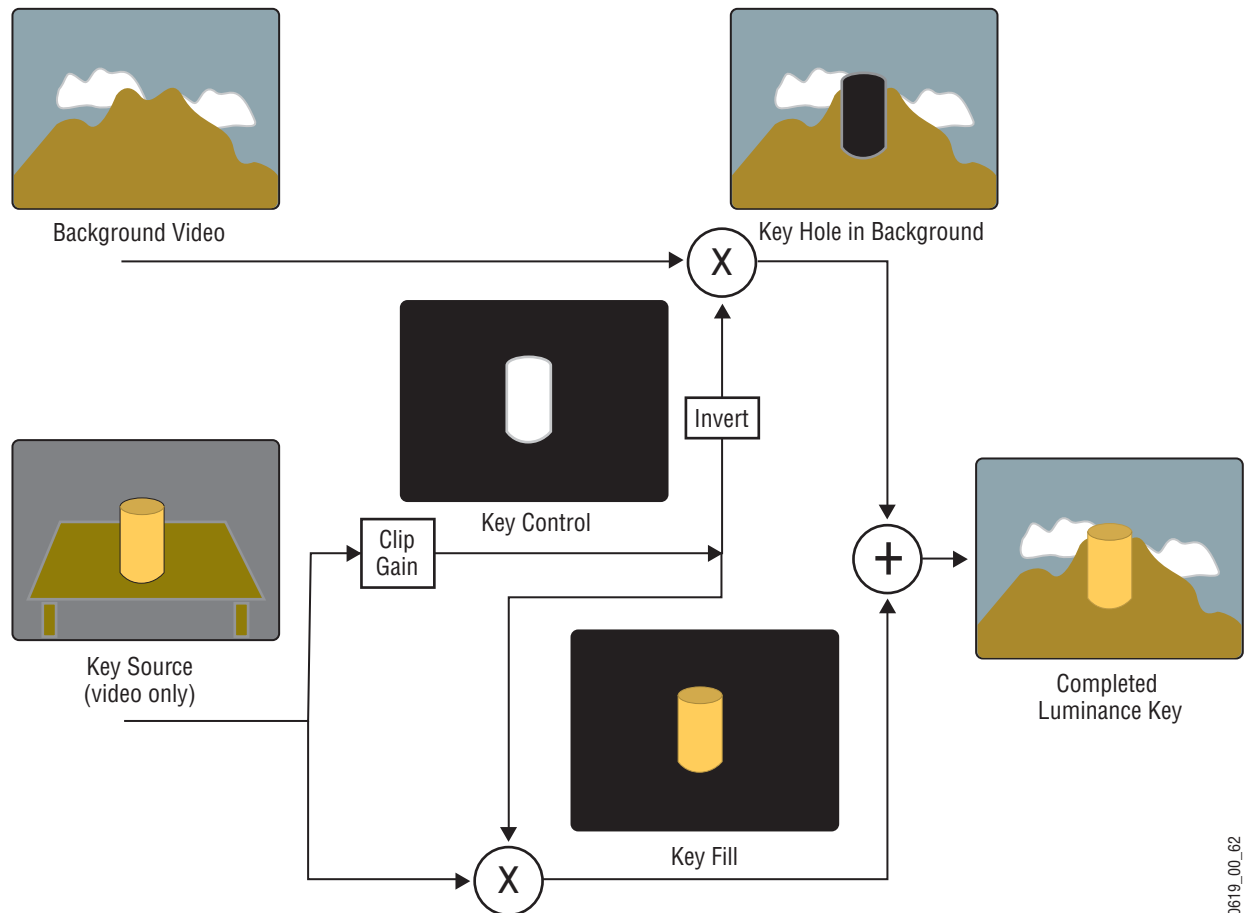 Background Video
Key Hole in Background
X
Invert
Key Control
Clip
Gain
+
Key Source
(video only)
Completed
Luminance Key
Key Fill
X
0619_00_62